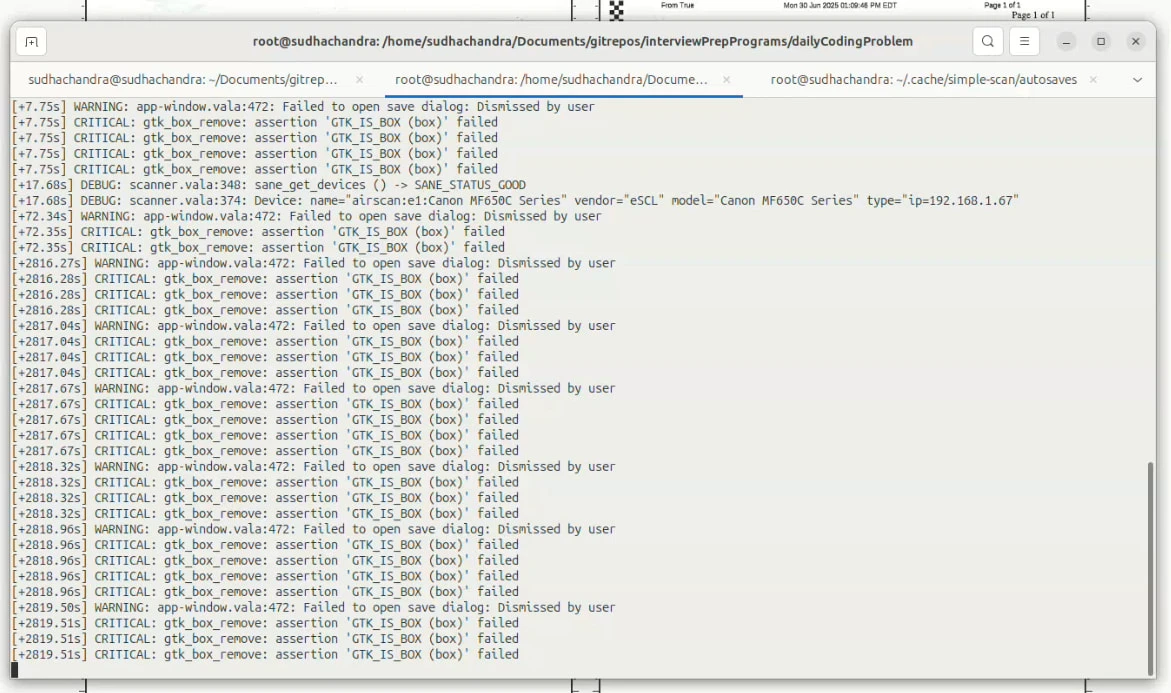 From True
Mon 30 Jun 2025 01:09:46 PM EDT
Page 1 of 1
Page 1 of 1
root@sudhachandra: /home/sudhachandra/Documents/gitrepos/interviewPrepPrograms/dailyCodingProblem
sudhachandra@sudhachandra: ~/Documents/gitrep...
root@sudhachandra: /home/sudhachandra/Docume...
root@sudhachandra: ~/.cache/simple-scan/autosaves
[+7.75s] WARNING: app-window.vala:472: Failed to open save dialog: Dismissed by user
[+7.75s] CRITICAL: gtk_box_remove: assertion 'GTK_IS_BOX (box)' failed
[+7.75s] CRITICAL: gtk_box_remove: assertion 'GTK_IS_BOX (box)' failed
[+7.75s] CRITICAL: gtk_box_remove: assertion 'GTK_IS_BOX (box)' failed
[+7.75s] CRITICAL: gtk_box_remove: assertion 'GTK_IS_BOX (box)' failed
[+17.68s] DEBUG: scanner.vala:348: sane_get_devices () -> SANE_STATUS_GOOD
[+17.68s] DEBUG: scanner.vala:374: Device: name="airscan:e1:Canon MF650C Series" vendor="eSCL" model="Canon MF650C Series" type="ip=192.168.1.67"
[+72.34s] WARNING: app-window.vala:472: Failed to open save dialog: Dismissed by user
[+72.35s] CRITICAL: gtk_box_remove: assertion 'GTK_IS_BOX (box)' failed
[+72.35s] CRITICAL: gtk_box_remove: assertion 'GTK_IS_BOX (box)' failed
[+2816.27s] WARNING: app-window.vala:472: Failed to open save dialog: Dismissed by user
[+2816.28s] CRITICAL: gtk_box_remove: assertion 'GTK_IS_BOX (box)' failed
[+2816.28s] CRITICAL: gtk_box_remove: assertion 'GTK_IS_BOX (box)' failed
[+2816.28s] CRITICAL: gtk_box_remove: assertion 'GTK_IS_BOX (box)' failed
[+2817.04s] WARNING: app-window.vala:472: Failed to open save dialog: Dismissed by user
[+2817.04s] CRITICAL: gtk_box_remove: assertion 'GTK_IS_BOX (box)' failed
[+2817.04s] CRITICAL: gtk_box_remove: assertion 'GTK_IS_BOX (box)' failed
[+2817.04s] CRITICAL: gtk_box_remove: assertion 'GTK_IS_BOX (box)' failed
[+2817.67s] WARNING: app-window.vala:472: Failed to open save dialog: Dismissed by user
[+2817.67s] CRITICAL: gtk_box_remove: assertion 'GTK_IS_BOX (box)' failed
[+2817.67s] CRITICAL: gtk_box_remove: assertion 'GTK_IS_BOX (box)' failed
[+2817.67s] CRITICAL: gtk_box_remove: assertion 'GTK_IS_BOX (box)' failed
[+2817.67s] CRITICAL: gtk_box_remove: assertion 'GTK_IS_BOX (box)' failed
[+2818.32s] WARNING: app-window.vala:472: Failed to open save dialog: Dismissed by user
[+2818.32s] CRITICAL: gtk_box_remove: assertion 'GTK_IS_BOX (box)' failed
[+2818.32s] CRITICAL: gtk_box_remove: assertion 'GTK_IS_BOX (box)' failed
[+2818.32s] CRITICAL: gtk_box_remove: assertion 'GTK_IS_BOX (box)' failed
[+2818.96s] WARNING: app-window.vala:472: Failed to open save dialog: Dismissed by user
[+2818.96s] CRITICAL: gtk_box_remove: assertion 'GTK_IS_BOX (box)' failed
[+2818.96s] CRITICAL: gtk_box_remove: assertion 'GTK_IS_BOX (box)' failed
[+2818.96s] CRITICAL: gtk_box_remove: assertion 'GTK_IS_BOX (box)' failed
[+2818.96s] CRITICAL: gtk_box_remove: assertion 'GTK_IS_BOX (box)' failed
[+2819.50s] WARNING: app-window.vala:472: Failed to open save dialog: Dismissed by user
[+2819.51s] CRITICAL: gtk_box_remove: assertion 'GTK_IS_BOX (box)' failed
[+2819.51s] CRITICAL: gtk_box_remove: assertion 'GTK_IS_BOX (box)' failed
[+2819.51s] CRITICAL: gtk_box_remove: assertion 'GTK_IS_BOX (box)' failed